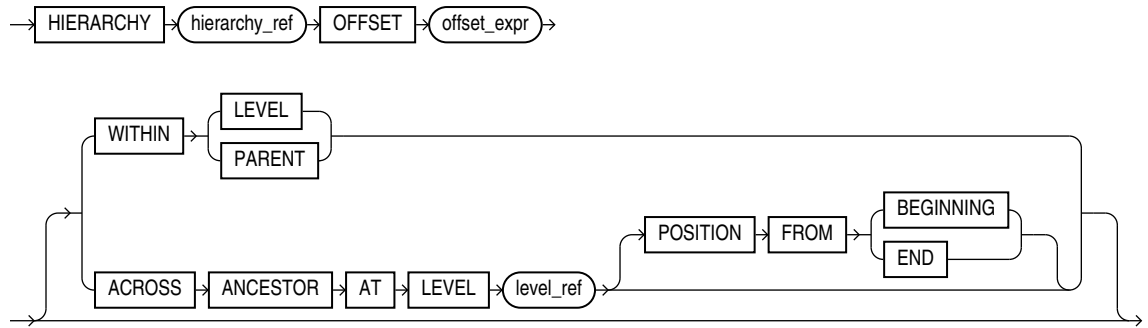 HIERARCHY hierarchy_ref OFFSET offset_expr
LEVEL
WITHIN
PARENT
BEGINNING
POSITION FROM
END
ACROSS ANCESTOR AT LEVEL level_ref